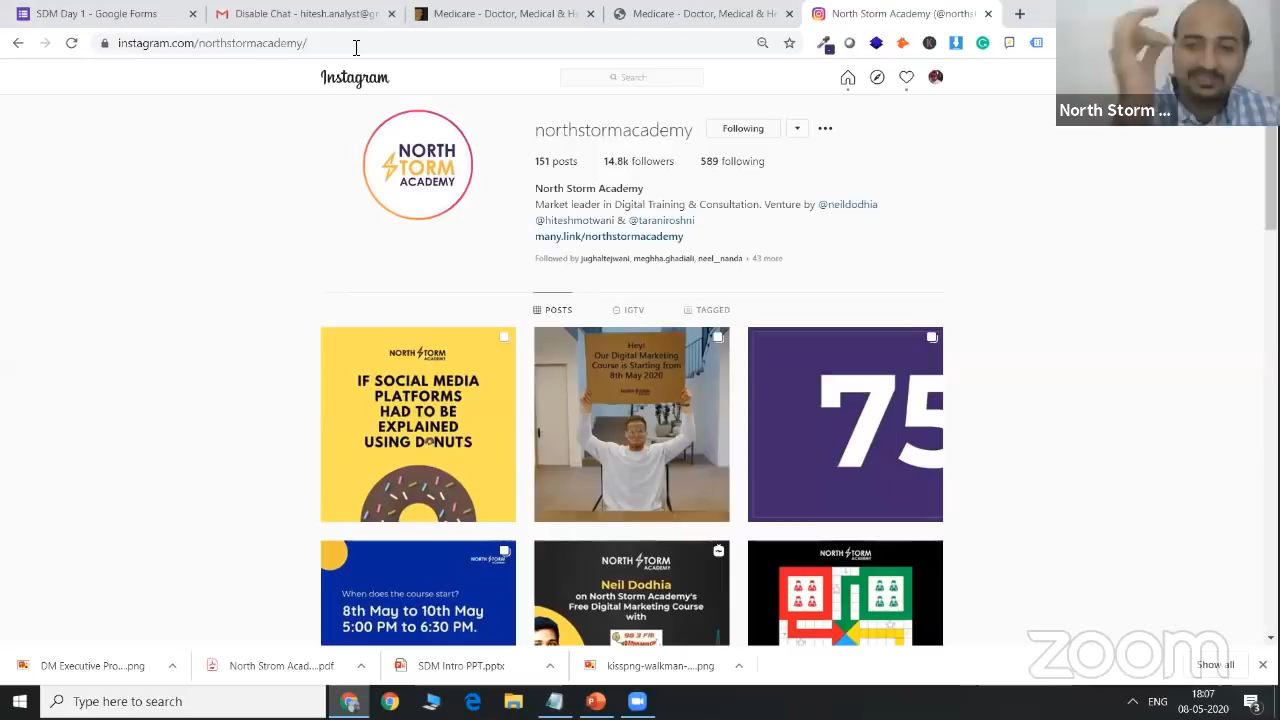 SDM Day 1 - Google Forms
Disaling - hitesh.analyst@gr
Medicare - Doctor, Medical & He
Medicare - Doctor, Medical & He
North Storm Academy (@norths
instagram.com/northstormacademy/
North Storm ...
Instagram
Search
northstormacademy
Following
151 posts
14.8k followers
589 following
North Storm Academy
Market leader in Digital Training & Consultation. Venture by @neildodhia
@hiteshmotwani & @taraniroshni
many.link/northstormacademy
Followed by jughaltejwani, meghha.ghadiali, neel_nanda + 43 more
POSTS
IGTV
TAGGED
NORTH
STORM
ACADEMY
NORTH STORM
ACADEMY
IF SOCIAL MEDIA
PLATFORMS
HAD TO BE
EXPLAINED
USING DONUTS
Hey!
Our Digital Marketing
Course is Starting from
8th May 2020
75
NORTH STORM
ACADEMY
When does the course start?
8th May to 10th May
5:00 PM to 6:30 PM.
NORTH STORM
ACADEMY
Neil Dodhia
on North Storm Academy's
Free Digital Marketing Course
with
98.3 FM
NORTH STORM
ACADEMY
DM Executive Pro....png
North Strom Acad....pdf
SDM Intro PPT.pptx
kisspng-walkman-....png
Show all
zoom
Type here to search
ENG
18:07
08-05-2020
3